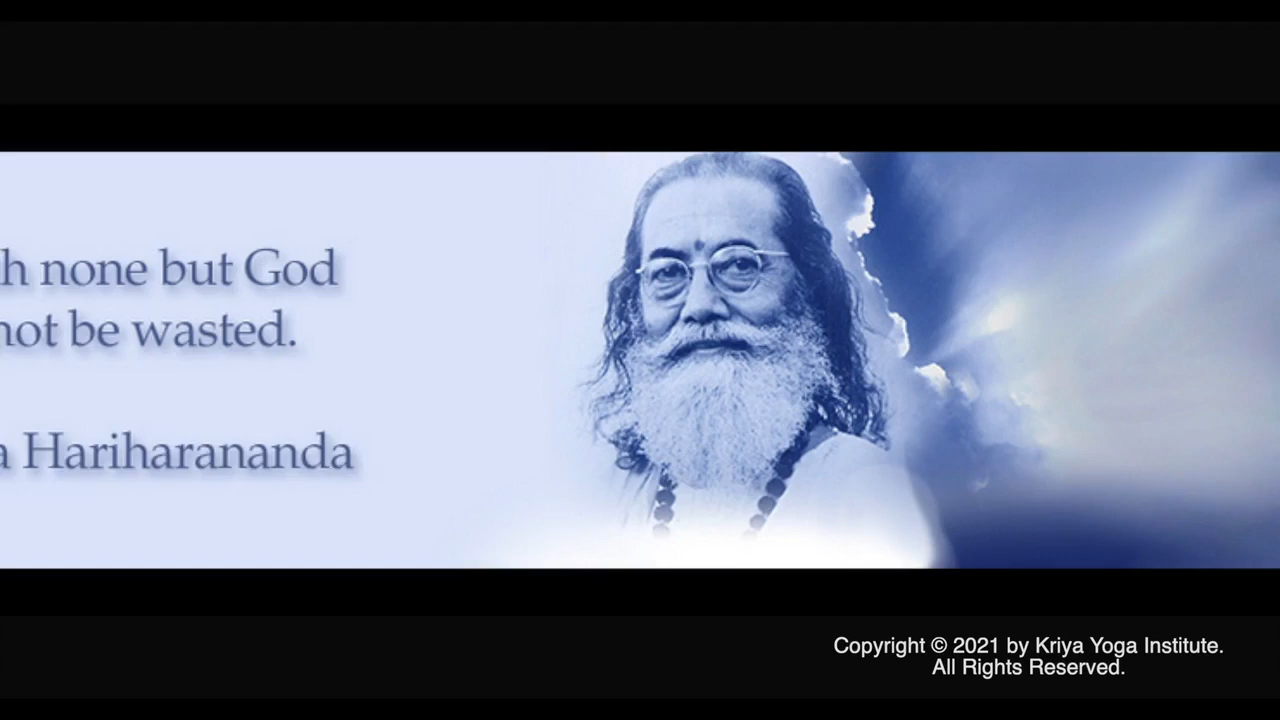 h none but God
not be wasted.
a Hariharananda
Copyright © 2021 by Kriya Yoga Institute.
All Rights Reserved.